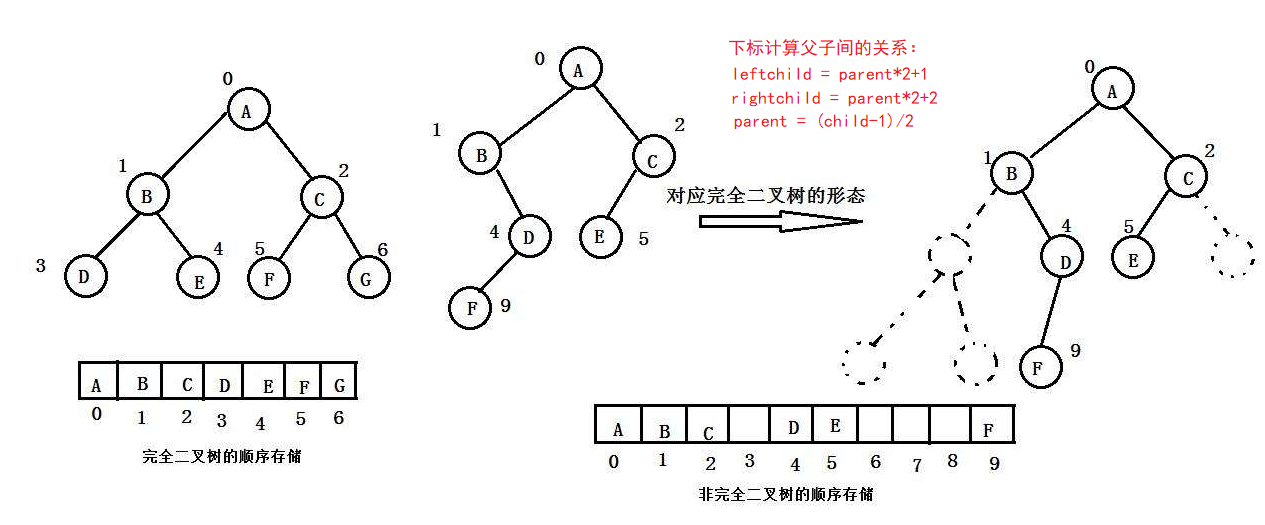 下标计算父子间的关系：
leftchild = parent*2+1
rightchild = parent*2+2
parent = (child-1)/2
0
A
1
B
2
C
3
D
4
E
5
F
6
G
A B C D E F G
0 1 2 3 4 5 6
完全二叉树的顺序存储
0
A
1
B
2
C
4
D
E
5
F
9
对应完全二叉树的形态
0
A
1
B
2
C
4
D
5
E
F
9
A B C D E F
0 1 2 3 4 5 6 7 8 9
非完全二叉树的顺序存储